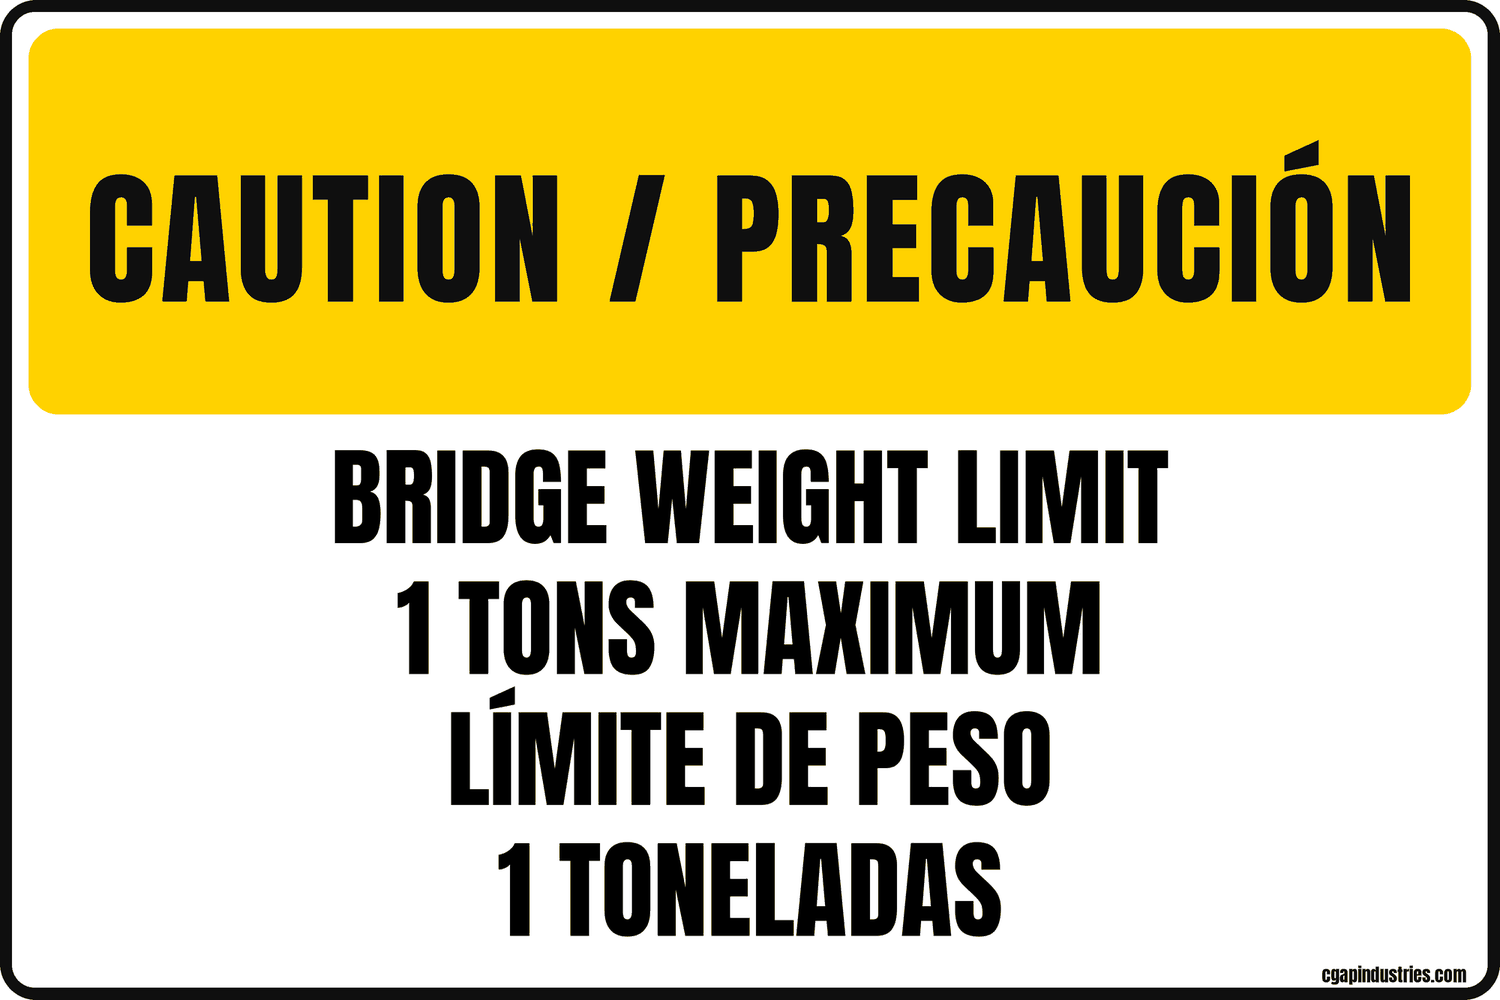 CAUTION / PRECAUCIÓN
BRIDGE WEIGHT LIMIT
1 TONS MAXIMUM
LÍMITE DE PESO
1 TONELADAS
cgapindustries.com